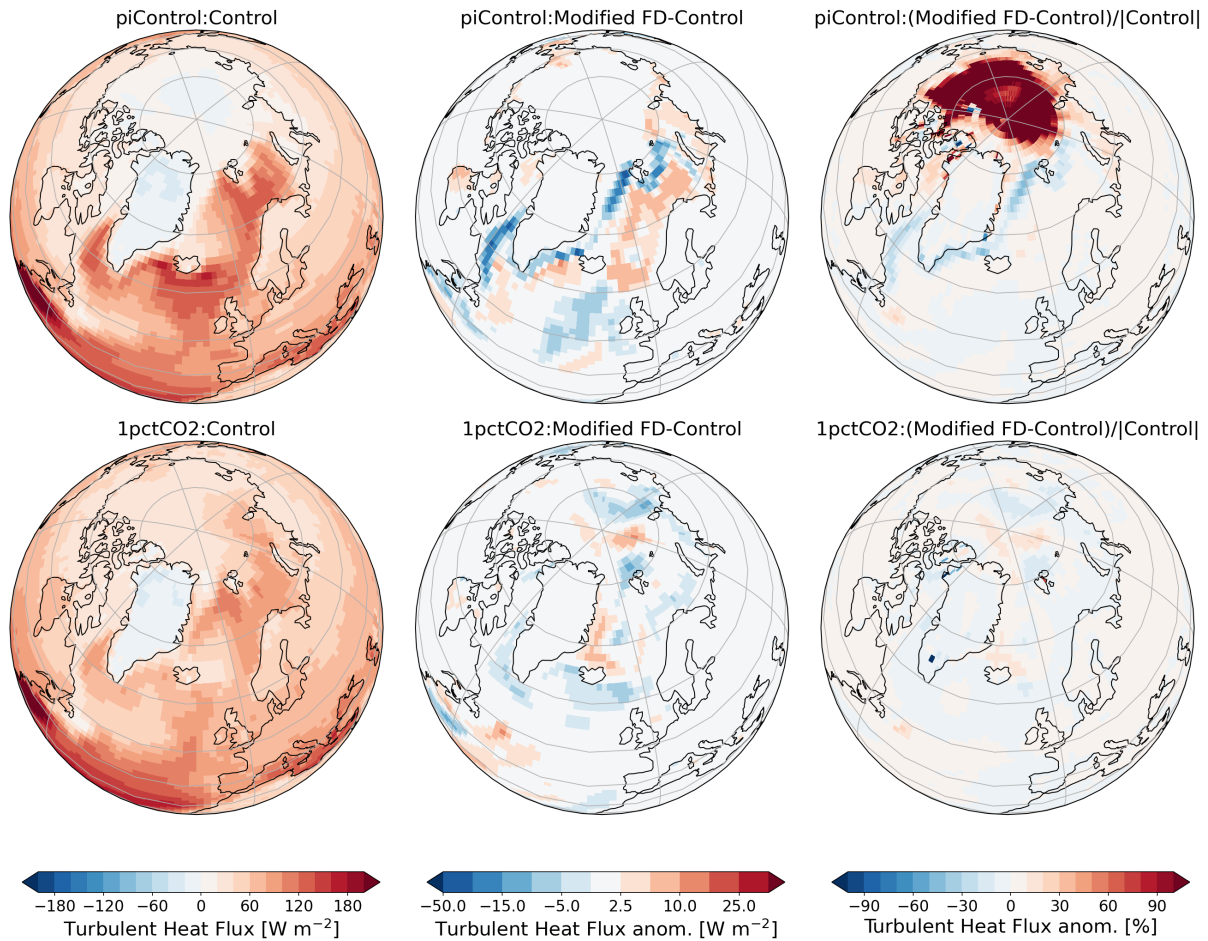 piControl:Control
piControl:Modified FD-Control
piControl:(Modified FD-Control)/|Control|
1pctCO2:Control
1pctCO2:Modified FD-Control
1pctCO2:(Modified FD-Control)/|Control|
−180 −120 −60 0 60 120 180
Turbulent Heat Flux [W m⁻²]
−50.0 −15.0 −5.0 2.5 10.0 25.0
Turbulent Heat Flux anom. [W m⁻²]
−90 −60 −30 0 30 60 90
Turbulent Heat Flux anom. [%]